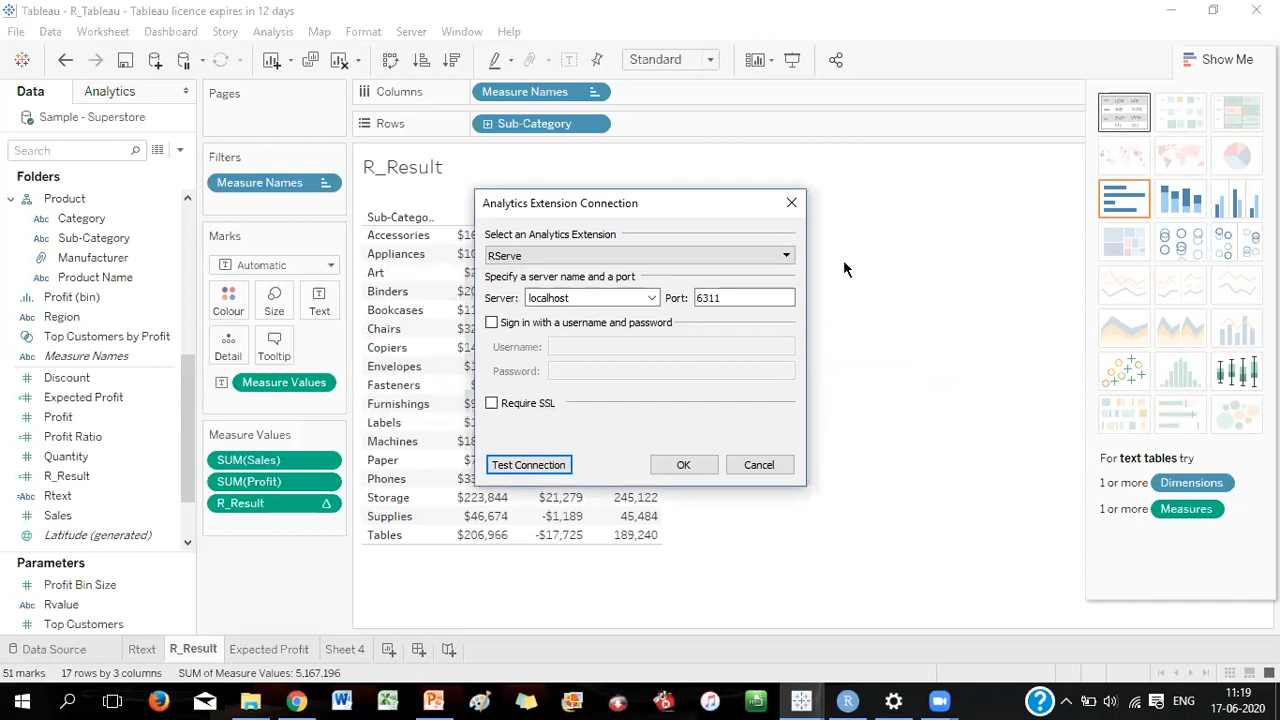 Tableau - R_Tableau - Tableau licence expires in 12 days
File Data Worksheet Dashboard Story Analysis Map Format Server Window Help
Standard
Show Me
Data Analytics
Sample - Superstore
Search
Folders
Product
Category
Sub-Category
Manufacturer
Product Name
Profit (bin)
Region
Top Customers by Profit
Measure Names
Discount
Expected Profit
Profit
Profit Ratio
Quantity
R_Result
Rtext
Sales
Latitude (generated)
Parameters
Profit Bin Size
Rvalue
Top Customers
Pages
Filters
Measure Names
Marks
Automatic
Colour Size Text
Detail Tooltip
Measure Values
Measure Values
SUM(Sales)
SUM(Profit)
R_Result
Columns Measure Names
Rows Sub-Category
R_Result
Sub-Catego..
Accessories
Appliances
Art
Binders
Bookcases
Chairs
Copiers
Envelopes
Fasteners
Furnishings
Labels
Machines
Paper
Phones
Storage $223,844 $21,279 245,122
Supplies $46,674 -$1,189 45,484
Tables $206,966 -$17,725 189,240
Analytics Extension Connection
Select an Analytics Extension
RServe
Specify a server name and a port
Server: localhost Port: 6311
Sign in with a username and password
Username:
Password:
Require SSL
Test Connection OK Cancel
For text tables try
1 or more Dimensions
1 or more Measures
Data Source Rtext R_Result Expected Profit Sheet 4
51 marks 17 rows by 3 columns SUM of Measure Values: 5,167,196
ENG
11:19
17-06-2020